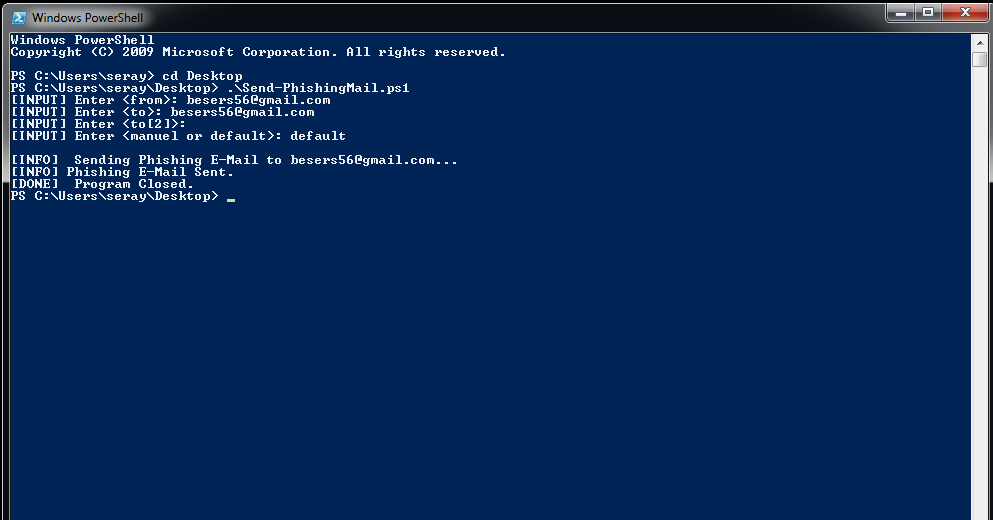 Windows PowerShell
Windows PowerShell
Copyright (C) 2009 Microsoft Corporation. All rights reserved.
PS C:\Users\seray> cd Desktop
PS C:\Users\seray\Desktop> .\Send-PhishingMail.ps1
[INPUT] Enter <from>: besers56@gmail.com
[INPUT] Enter <to>: besers56@gmail.com
[INPUT] Enter <to[2]>:
[INPUT] Enter <manuel or default>: default
[INFO]  Sending Phishing E-Mail to besers56@gmail.com...
[INFO] Phishing E-Mail Sent.
[DONE]  Program Closed.
PS C:\Users\seray\Desktop> _